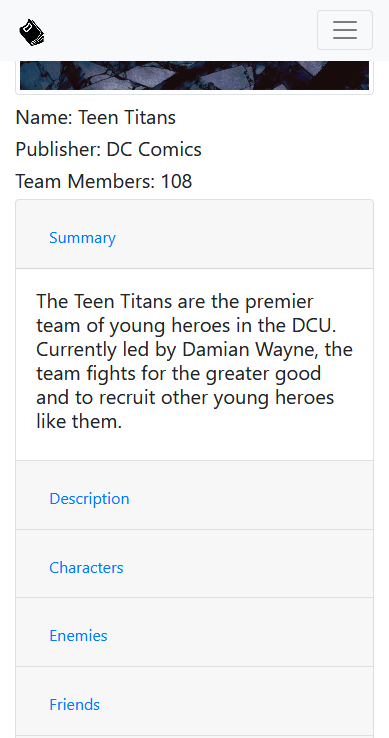 Name: Teen Titans
Publisher: DC Comics
Team Members: 108
Summary
The Teen Titans are the premier
team of young heroes in the DCU.
Currently led by Damian Wayne, the
team fights for the greater good
and to recruit other young heroes
like them.
Description
Characters
Enemies
Friends